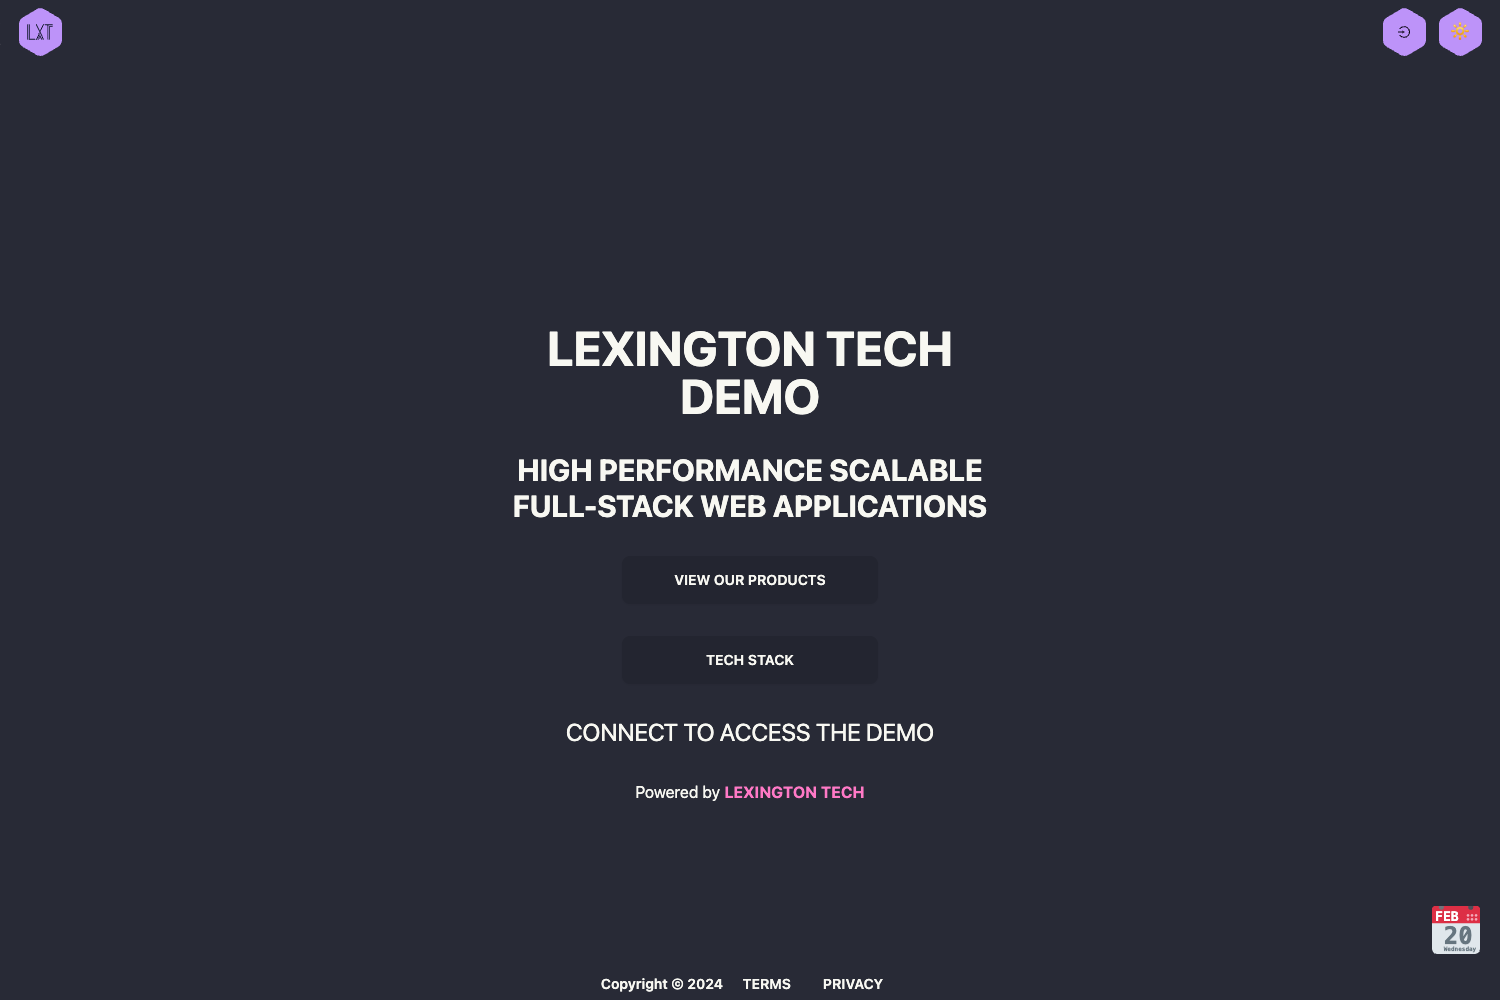 LXT
LEXINGTON TECH
DEMO
HIGH PERFORMANCE SCALABLE
FULL-STACK WEB APPLICATIONS
VIEW OUR PRODUCTS
TECH STACK
CONNECT TO ACCESS THE DEMO
Powered by LEXINGTON TECH
FEB
20
Wednesday
Copyright © 2024 TERMS PRIVACY